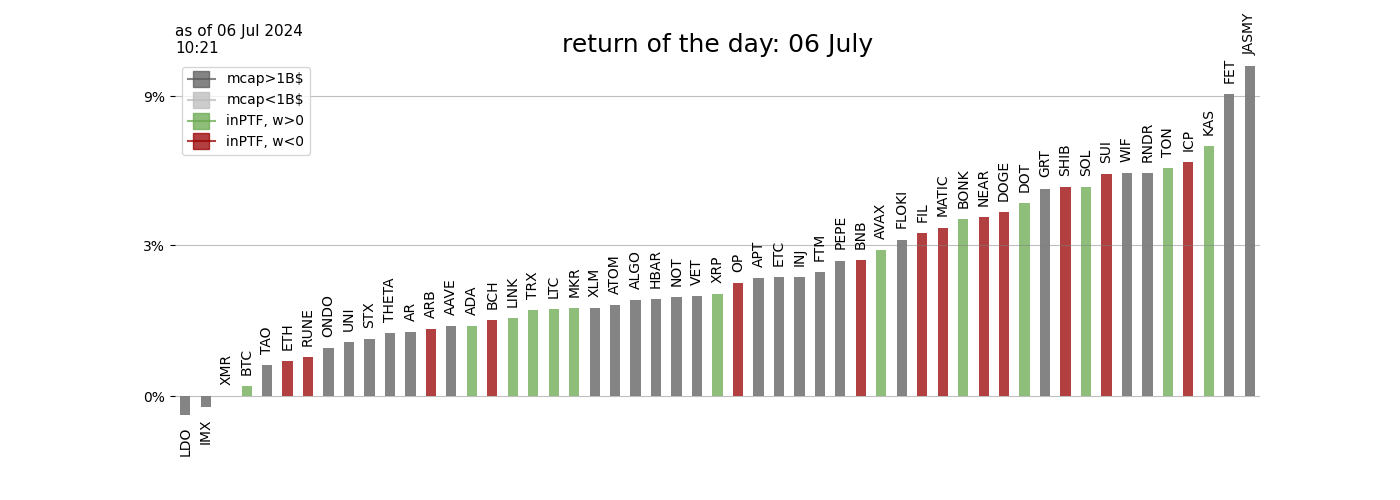 as of 06 Jul 2024
10:21
return of the day: 06 July
mcap>1B$
mcap<1B$
inPTF, w>0
inPTF, w<0
9%
3%
0%
LDO
IMX
XMR
BTC
TAO
ETH
RUNE
ONDO
UNI
STX
THETA
AR
ARB
AAVE
ADA
BCH
LINK
TRX
LTC
MKR
XLM
ATOM
ALGO
HBAR
NOT
VET
XRP
OP
APT
ETC
INJ
FTM
PEPE
BNB
AVAX
FLOKI
FIL
MATIC
BONK
NEAR
DOGE
DOT
GRT
SHIB
SOL
SUI
WIF
RNDR
TON
ICP
KAS
FET
JASMY